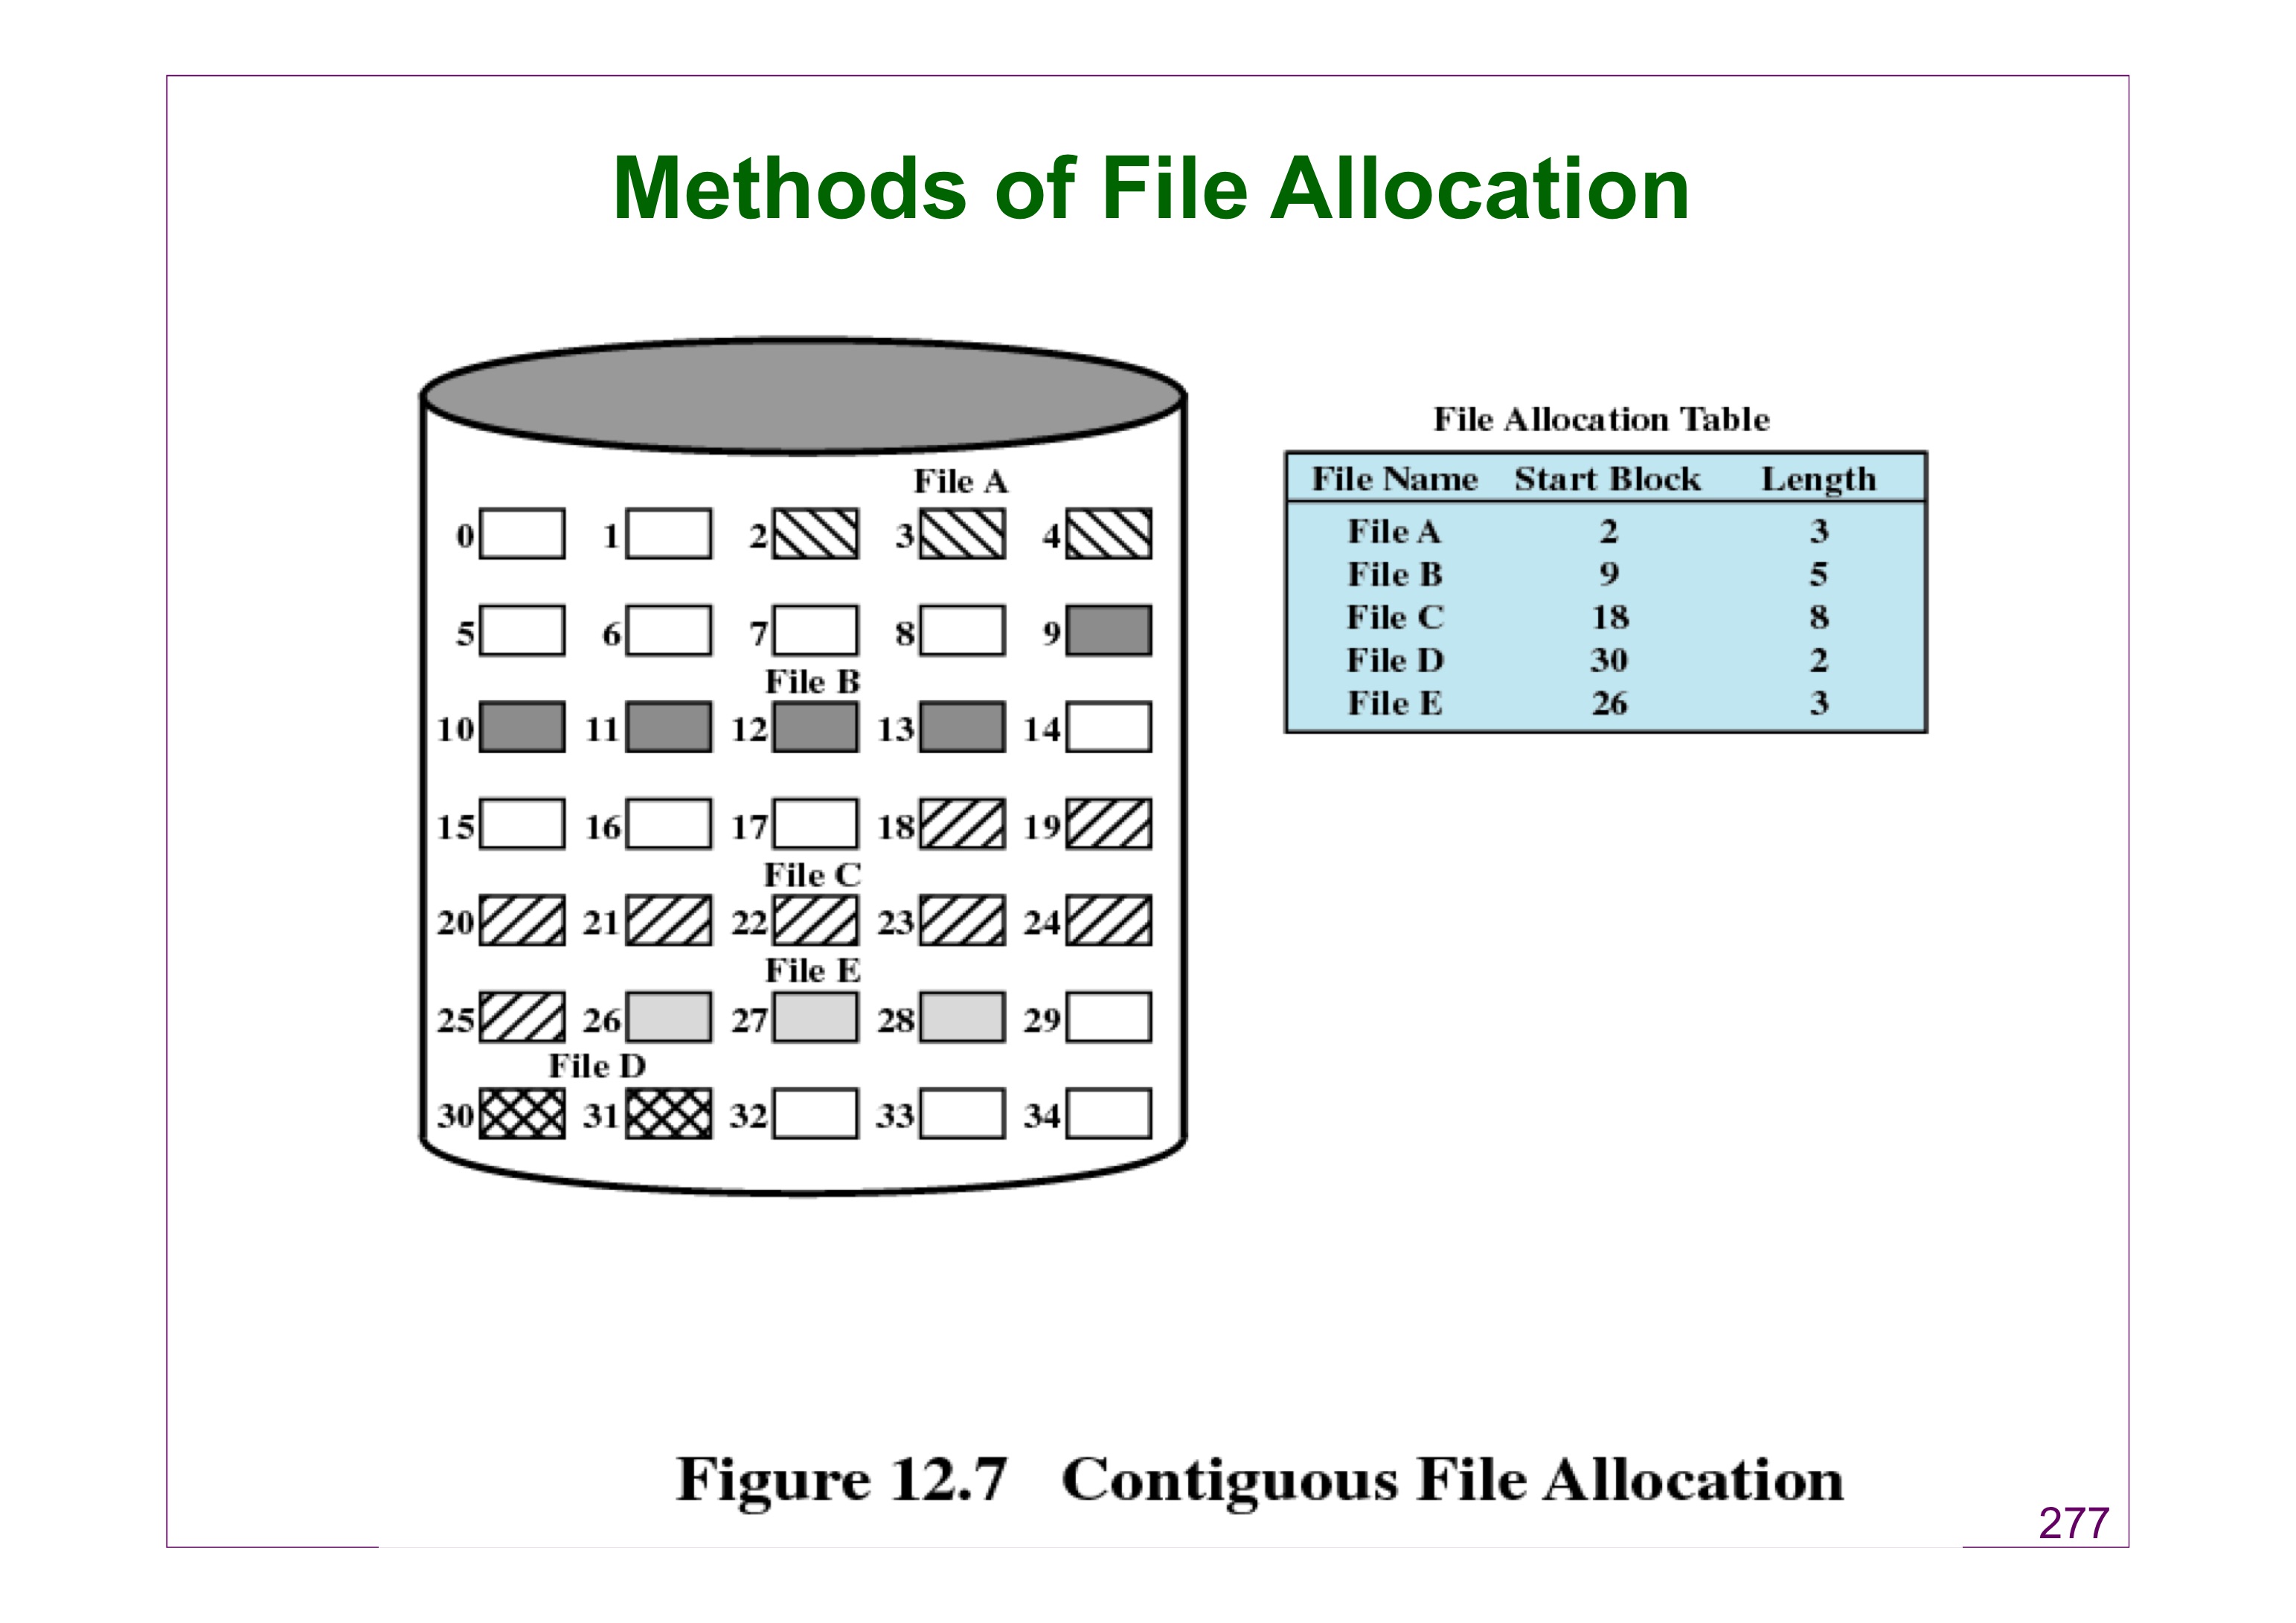 Methods of File Allocation
File A
0 1 2 3 4
5 6 7 8 9
File B
10 11 12 13 14
15 16 17 18 19
File C
20 21 22 23 24
File E
25 26 27 28 29
File D
30 31 32 33 34
File Allocation Table
File Name Start Block Length
File A 2 3
File B 9 5
File C 18 8
File D 30 2
File E 26 3
Figure 12.7 Contiguous File Allocation
277